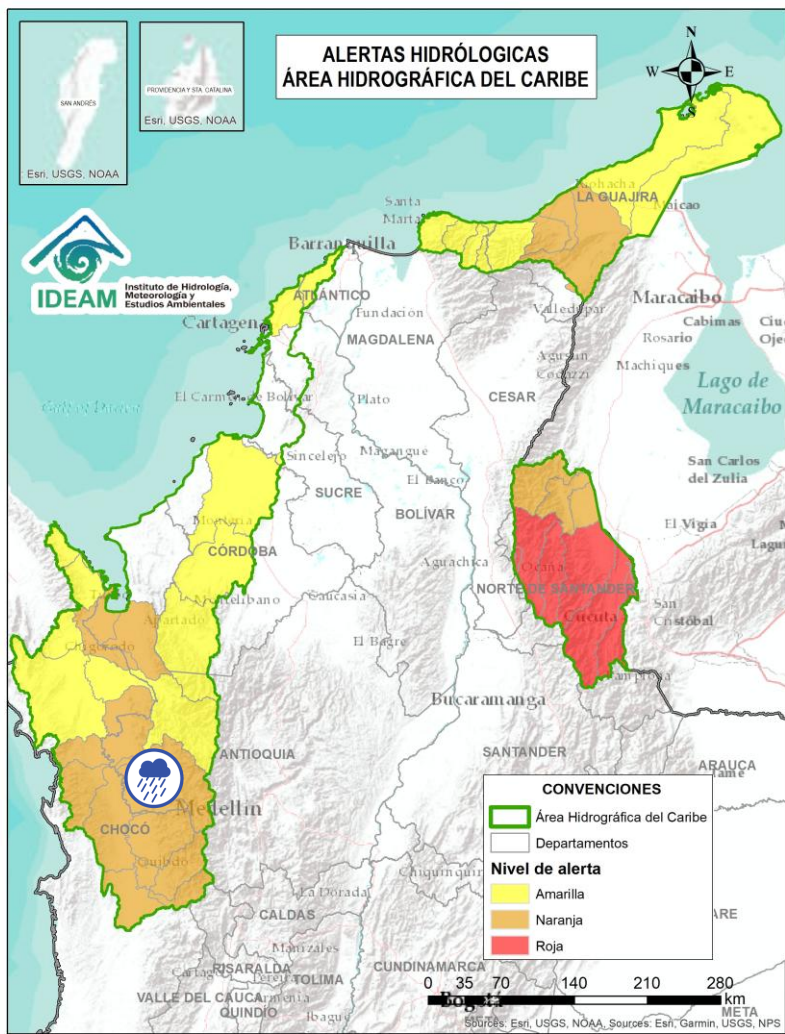 ALERTAS HIDRÓLOGICAS
ÁREA HIDROGRÁFICA DEL CARIBE
SAN ANDRÉS
Esri, USGS, NOAA
PROVIDENCIA Y STA. CATALINA
Esri, USGS, NOAA
N
W
E
S
IDEAM
Instituto de Hidrología,
Meteorología y
Estudios Ambientales
LA GUAJIRA
Santa
Marta
Maicao
Barranquilla
ATLÁNTICO
Cartagen
Fundación
Valledupar
Maracaibo
Cabimas
MAGDALENA
Rosario
Machiques
Agustín
Codazzi
CESAR
Lago de
Maracaibo
El Carmen de Bolívar
Plato
Sincelejo
Magangue
San Carlos
del Zulia
SUCRE
El Banco
BOLÍVAR
Montería
El Vigia
CÓRDOBA
Aguachica
Ocaña
NORTE DE SANTANDER
Montelíbano
Caucasia
San
Cristóbal
Cúcuta
Apartado
Chigorodó
El Bagre
Bucaramanga
ANTIOQUIA
SANTANDER
ARAUCA
Medellín
CHOCÓ
Quibdó
La Dorada
CALDAS
Manizales
RISARALDA
TOLIMA
CUNDINAMARCA
VALLE DEL CAUCA
QUINDÍO
Ibague
META
CONVENCIONES
Área Hidrográfica del Caribe
Departamentos
Nivel de alerta
Amarilla
Naranja
Roja
0 35 70 140 210 280
km
Sources: Esri, USGS, NOAA, Sources: Esri, Garmin, USGS, NPS